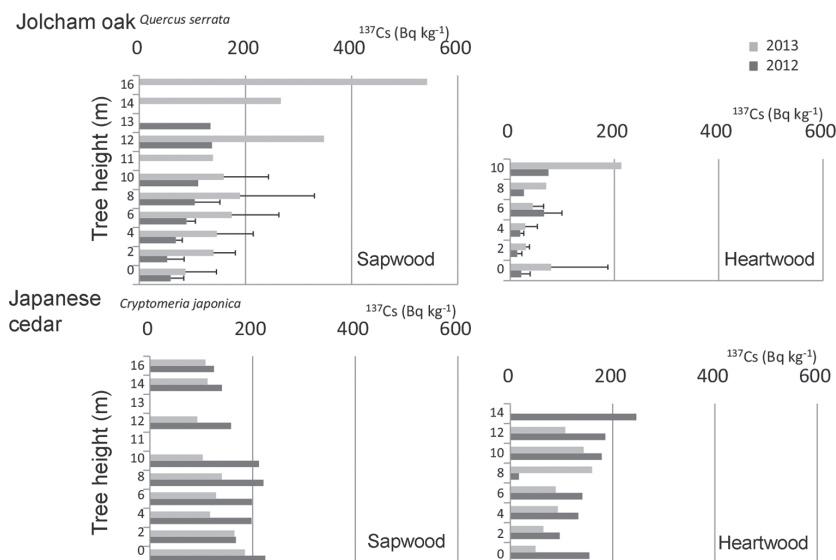 Jolcham oak Quercus serrata
137Cs (Bq kg-1)
0 200 400 600
2013
2012
Tree height (m)
16
14
13
12
11
10
8
6
4
2
0
Sapwood
137Cs (Bq kg-1)
0 200 400 600
10
8
6
4
2
0
Heartwood
Japanese cedar
Cryptomeria japonica
137Cs (Bq kg-1)
0 200 400 600
Tree height (m)
16
14
13
12
11
10
8
6
4
2
0
Sapwood
137Cs (Bq kg-1)
0 200 400 600
14
12
10
8
6
4
2
0
Heartwood